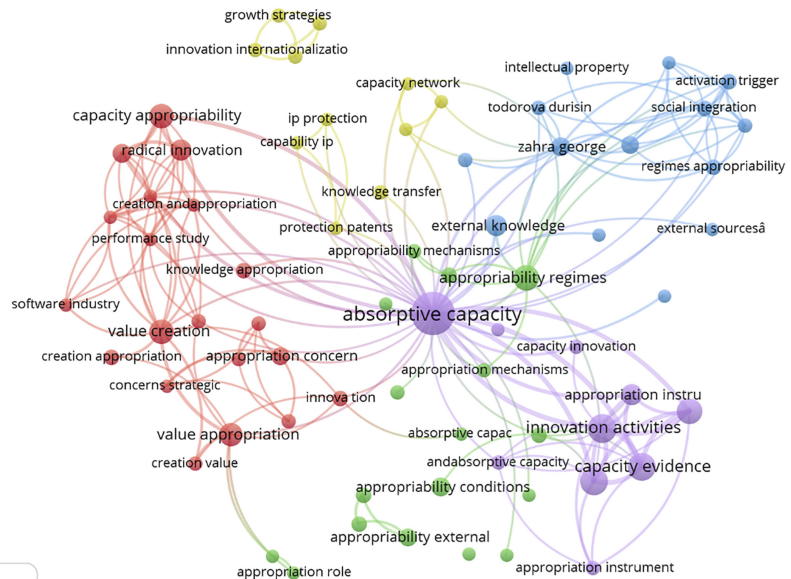 growth strategies
innovation internationalizatio
intellectual property
capacity network
activation trigger
todorova durisin
social integration
capacity appropriability
ip protection
capability ip
zahra george
radical innovation
regimes appropriability
knowledge transfer
creation andappropriation
protection patents
external knowledge
external sourcesâ
performance study
appropriability mechanisms
knowledge appropriation
appropriability regimes
software industry
absorptive capacity
value creation
capacity innovation
creation appropriation
appropriation concern
appropriation mechanisms
concerns strategic
innova tion
appropriation instru
value appropriation
absorptive capac
innovation activities
creation value
andabsorptive capacity
capacity evidence
appropriability conditions
appropriability external
appropriation role
appropriation instrument